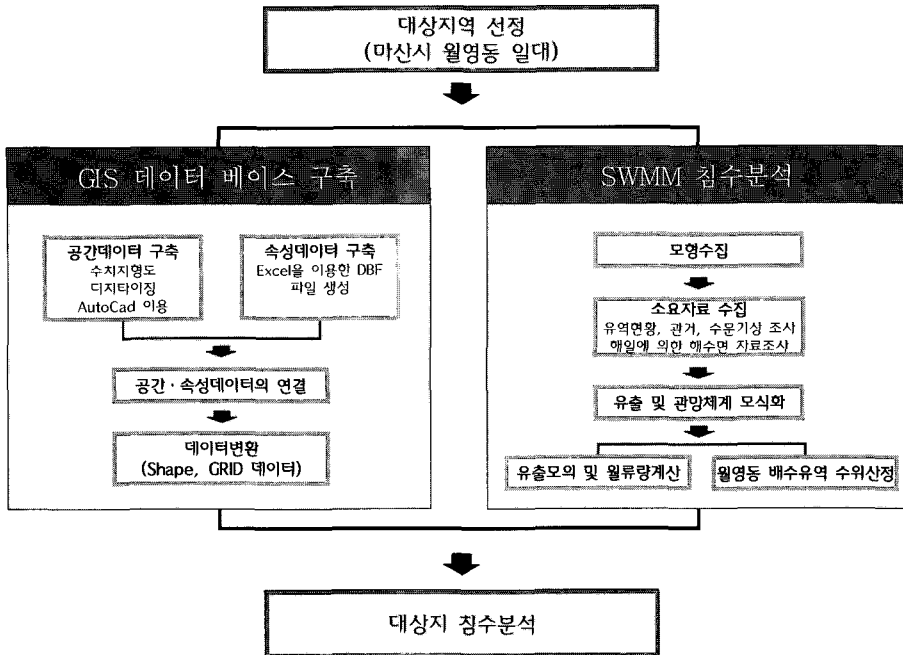 대상지역 선정
(마산시 월영동 일대)
GIS 데이터 베이스 구축
공간데이터 구축
수치지형도
디지타이징
AutoCad 이용
속성데이터 구축
Excel을 이용한 DBF
파일 생성
공간·속성데이터의 연결
데이터변환
(Shape, GRID 데이터)
SWMM 침수분석
모형수집
소요자료 수집
유역현황, 관거, 수문기상 조사
해일에 의한 해수면 자료조사
유출 및 관망체계 모식화
유출모의 및 월류량계산
월영동 배수유역 수위산정
대상지 침수분석